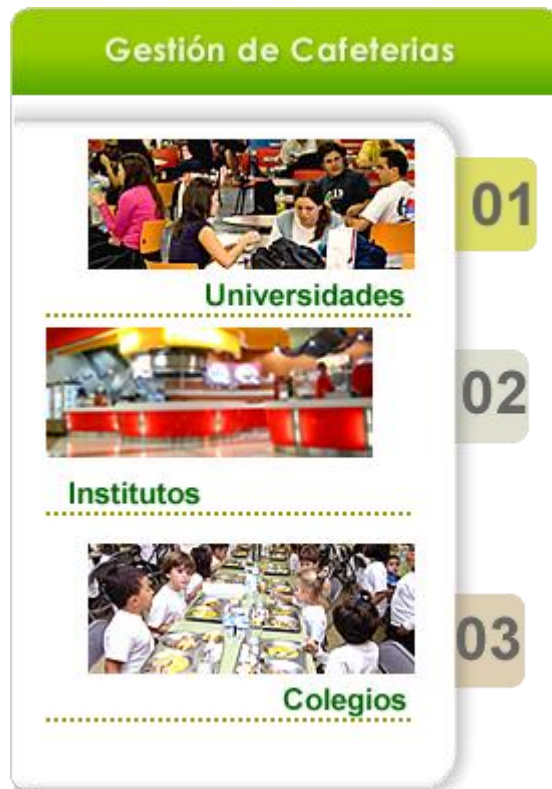 Gestión de Cafeterias
01
Universidades
02
Institutos
03
Colegios